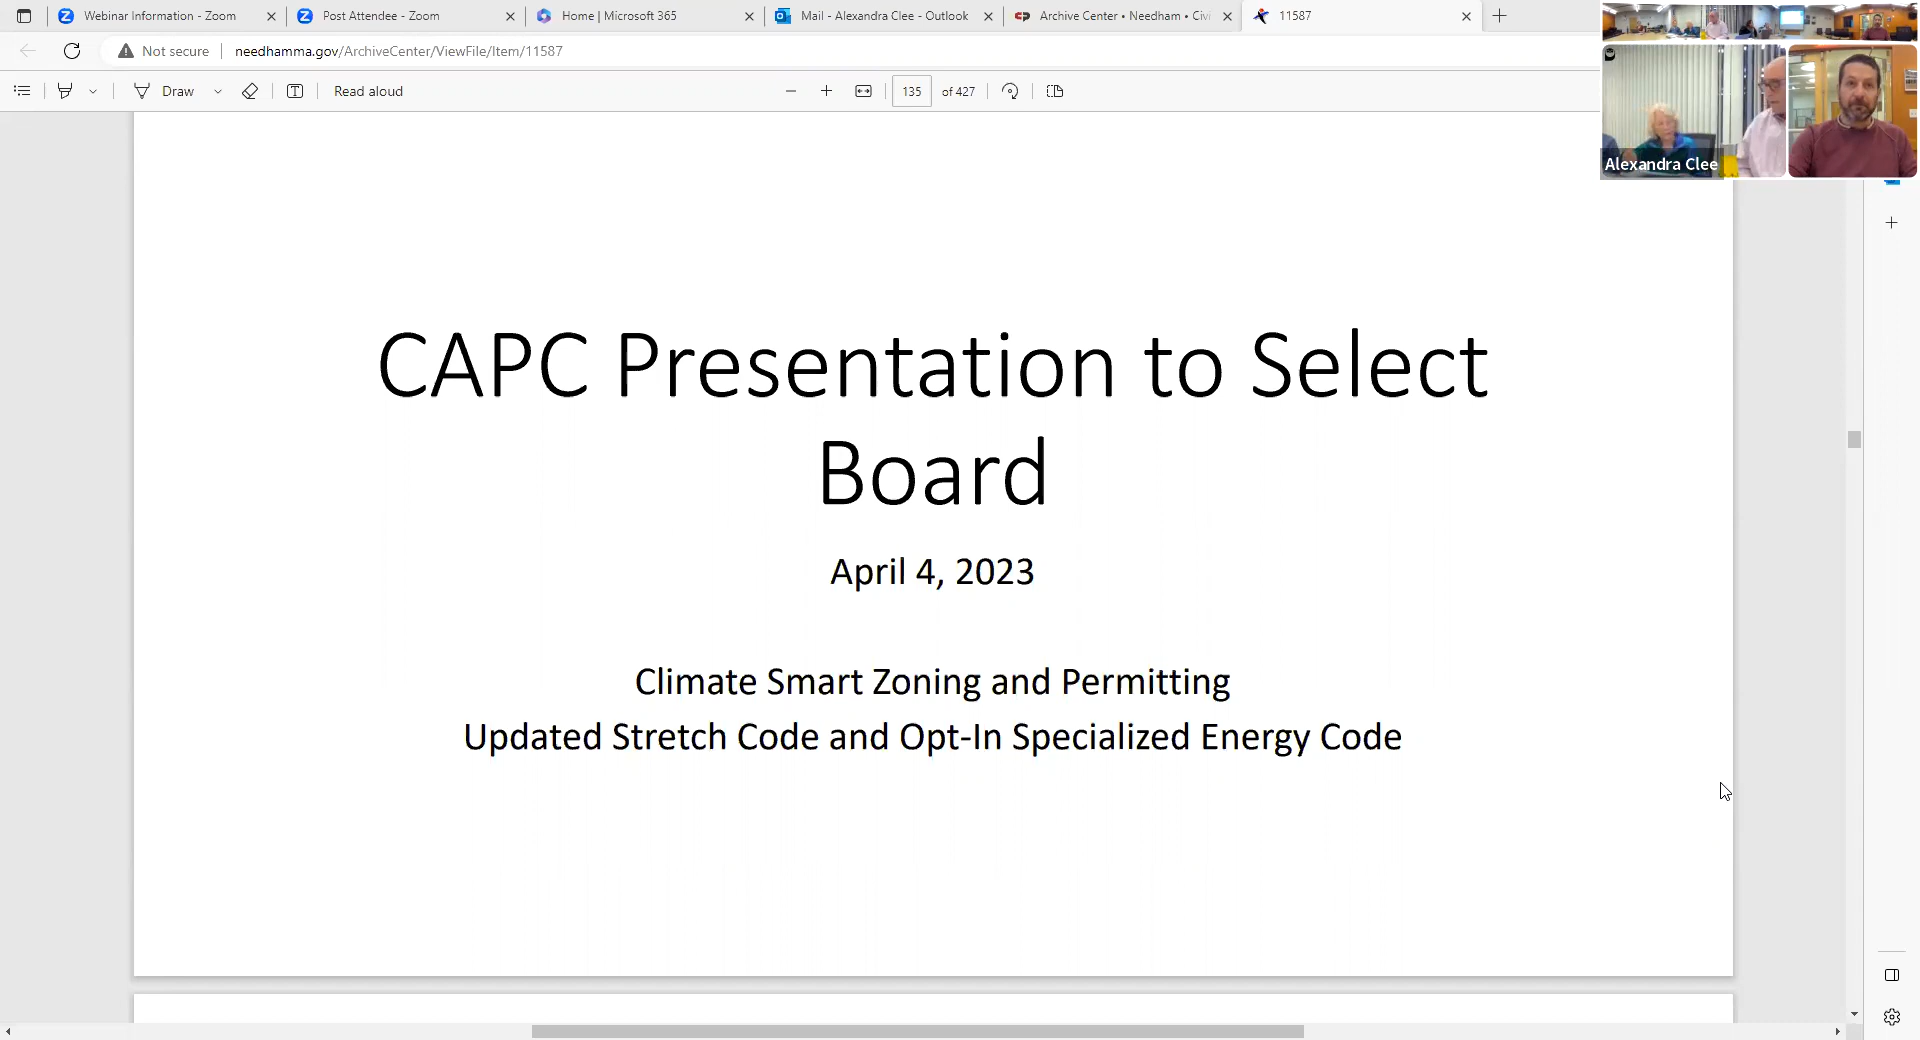 Webinar Information - Zoom
Post Attendee - Zoom
Home | Microsoft 365
Mail - Alexandra Clee - Outlook
Archive Center • Needham • Civi
11587
Not secure
needhamma.gov/ArchiveCenter/ViewFile/Item/11587
Draw
Read aloud
135 of 427
Alexandra Clee
CAPC Presentation to Select
Board
April 4, 2023
Climate Smart Zoning and Permitting
Updated Stretch Code and Opt-In Specialized Energy Code